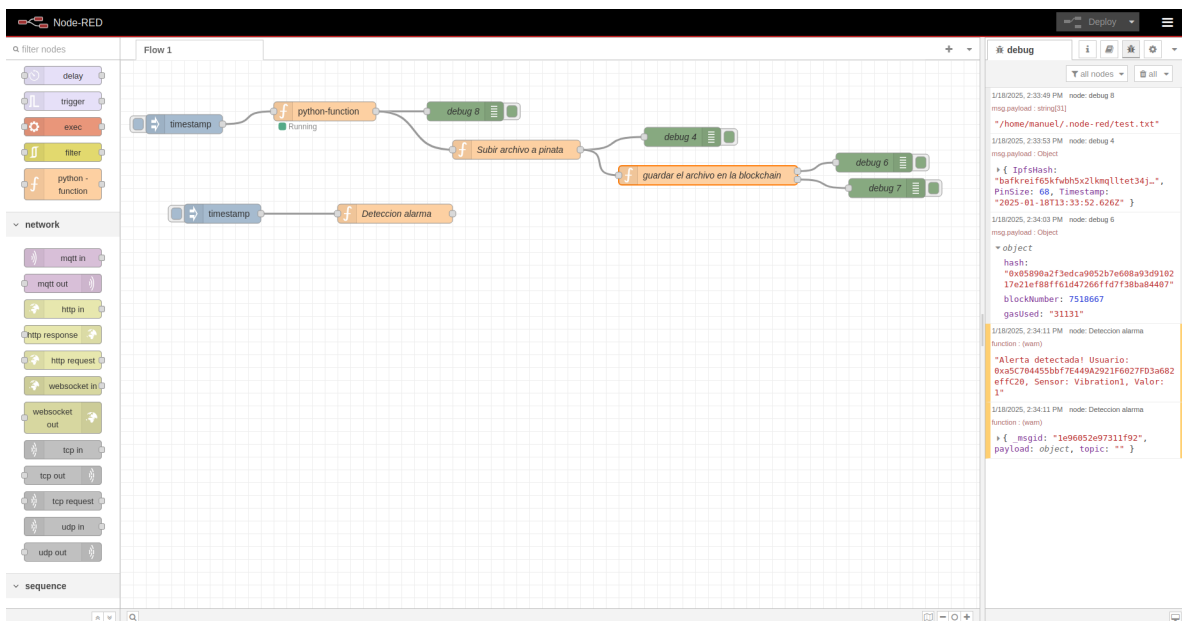 Node-RED
Deploy
filter nodes
delay
trigger
exec
filter
python -
function
network
mqtt in
mqtt out
http in
http response
http request
websocket in
websocket
out
tcp in
tcp out
tcp request
udp in
udp out
sequence
Flow 1
timestamp
python-function
Running
debug 8
Subir archivo a pinata
debug 4
guardar el archivo en la blockchain
debug 6
debug 7
timestamp
Deteccion alarma
debug
all nodes
all
1/18/2025, 2:33:49 PM node: debug 8
msg.payload : string[31]
"/home/manuel/.node-red/test.txt"
1/18/2025, 2:33:53 PM node: debug 4
msg.payload : Object
{ IpfsHash:
"bafkreif65kfwbh5x2lkmqlltet34j…",
PinSize: 68, Timestamp:
"2025-01-18T13:33:52.626Z" }
1/18/2025, 2:34:03 PM node: debug 6
msg.payload : Object
object
hash:
"0x05890a2f3edca9052b7e608a93d9102
17e21ef88ff61d47266ffd7f38ba84407"
blockNumber: 7518667
gasUsed: "31131"
1/18/2025, 2:34:11 PM node: Deteccion alarma
function : (warn)
"Alerta detectada! Usuario:
0xa5C704455bbf7E449A2921F6027FD3a682
effC20, Sensor: Vibration1, Valor:
1"
1/18/2025, 2:34:11 PM node: Deteccion alarma
function : (warn)
{ _msgid: "1e96052e97311f92",
payload: object, topic: "" }